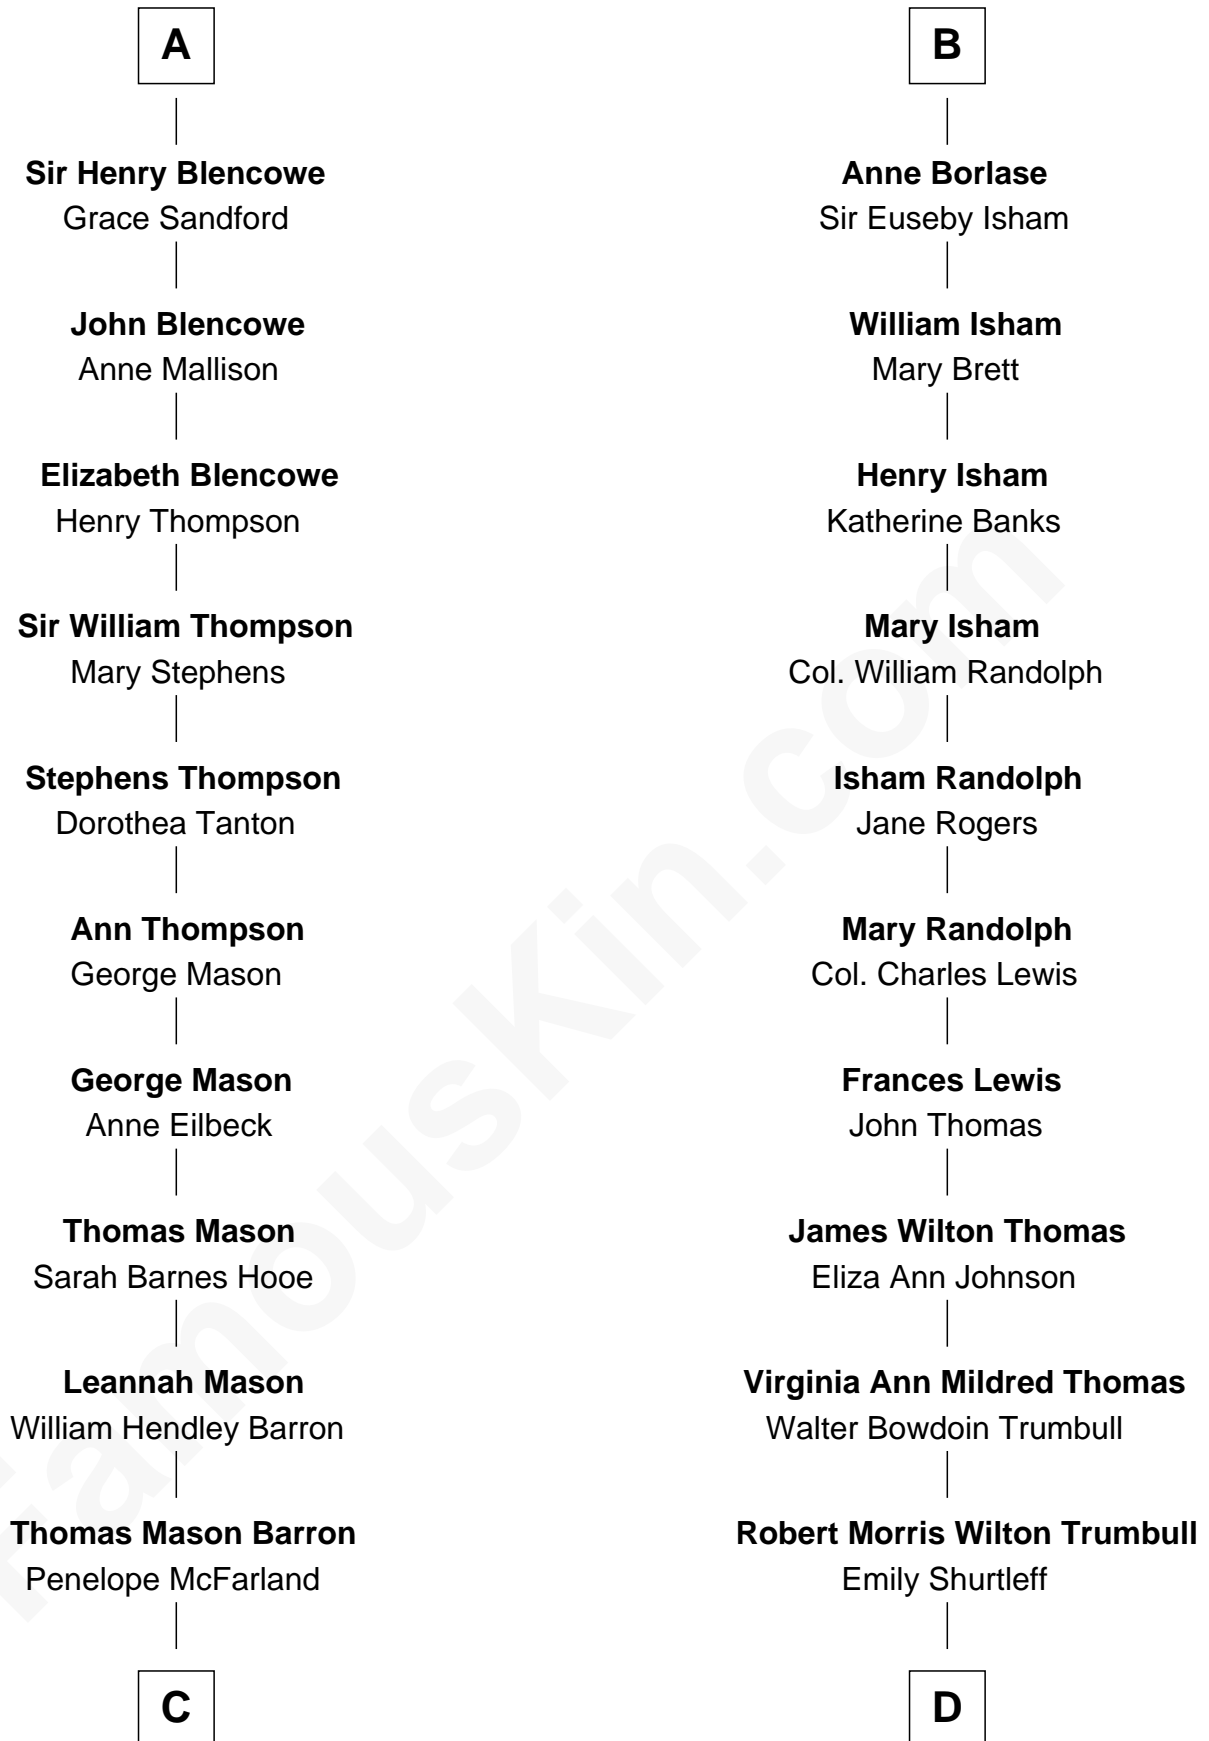 A
Sir Henry Blencowe
Grace Sandford
John Blencowe
Anne Mallison
Elizabeth Blencowe
Henry Thompson
Sir William Thompson
Mary Stephens
Stephens Thompson
Dorothea Tanton
Ann Thompson
George Mason
George Mason
Anne Eilbeck
Thomas Mason
Sarah Barnes Hooe
Leannah Mason
William Hendley Barron
Thomas Mason Barron
Penelope McFarland
C
B
Anne Borlase
Sir Euseby Isham
William Isham
Mary Brett
Henry Isham
Katherine Banks
Mary Isham
Col. William Randolph
Isham Randolph
Jane Rogers
Mary Randolph
Col. Charles Lewis
Frances Lewis
John Thomas
James Wilton Thomas
Eliza Ann Johnson
Virginia Ann Mildred Thomas
Walter Bowdoin Trumbull
Robert Morris Wilton Trumbull
Emily Shurtleff
D
FamousKin.com